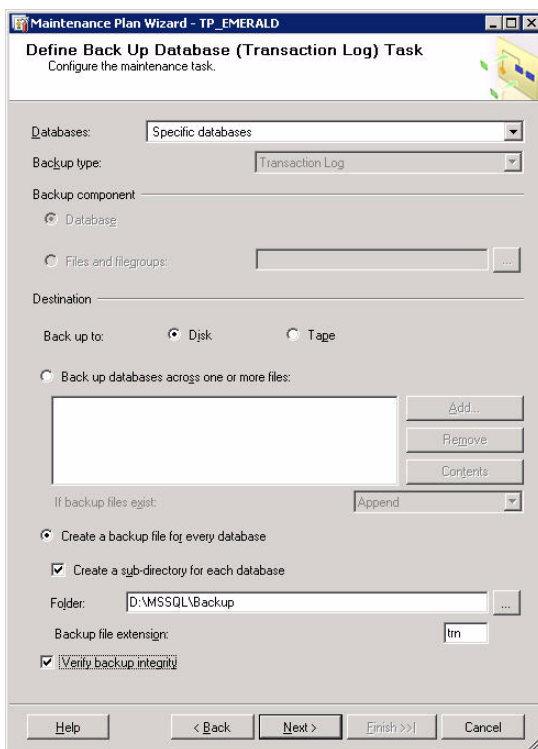 Maintenance Plan Wizard - TP_EMERALD
Define Back Up Database (Transaction Log) Task
Configure the maintenance task.
Databases: Specific databases
Backup type: Transaction Log
Backup component
Database
Files and filegroups: ...
Destination
Back up to: Disk Tape
Back up databases across one or more files:
Add...
Remove
Contents
If backup files exist: Append
Create a backup file for every database
Create a sub-directory for each database
Folder: D:\MSSQL\Backup ...
Backup file extension: trn
Verify backup integrity
Help < Back Next > Finish >>| Cancel